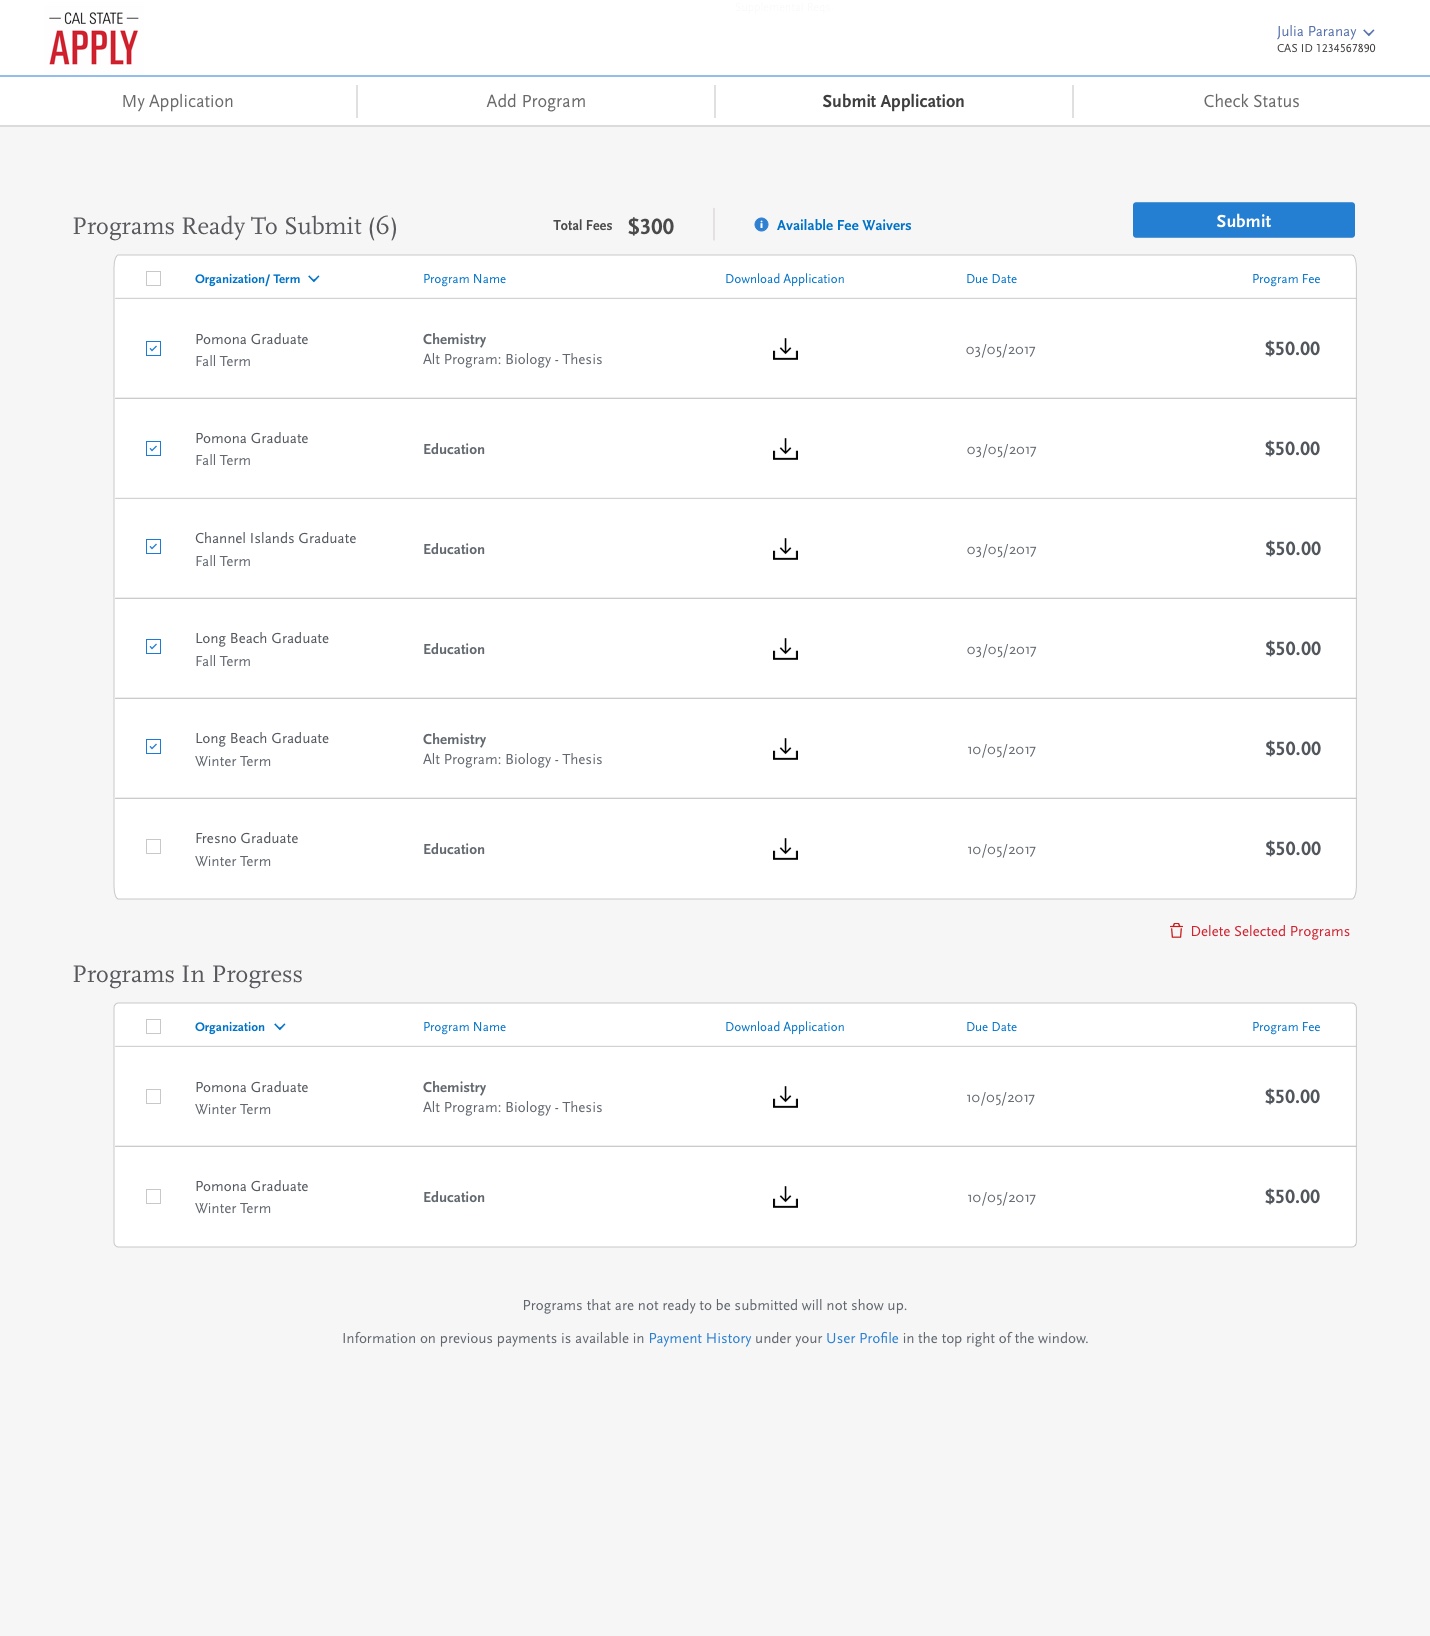 CAL STATE
APPLY
Julia Paranay
CAS ID 1234567890
My Application
Add Program
Submit Application
Check Status
Programs Ready To Submit (6)
Total Fees $300
Available Fee Waivers
Submit
Organization/ Term
Program Name
Download Application
Due Date
Program Fee
Pomona Graduate
Fall Term
Chemistry
Alt Program: Biology - Thesis
03/05/2017
$50.00
Pomona Graduate
Fall Term
Education
03/05/2017
$50.00
Channel Islands Graduate
Fall Term
Education
03/05/2017
$50.00
Long Beach Graduate
Fall Term
Education
03/05/2017
$50.00
Long Beach Graduate
Winter Term
Chemistry
Alt Program: Biology - Thesis
10/05/2017
$50.00
Fresno Graduate
Winter Term
Education
10/05/2017
$50.00
Delete Selected Programs
Programs In Progress
Organization
Program Name
Download Application
Due Date
Program Fee
Pomona Graduate
Winter Term
Chemistry
Alt Program: Biology - Thesis
10/05/2017
$50.00
Pomona Graduate
Winter Term
Education
10/05/2017
$50.00
Programs that are not ready to be submitted will not show up.
Information on previous payments is available in Payment History under your User Profile in the top right of the window.